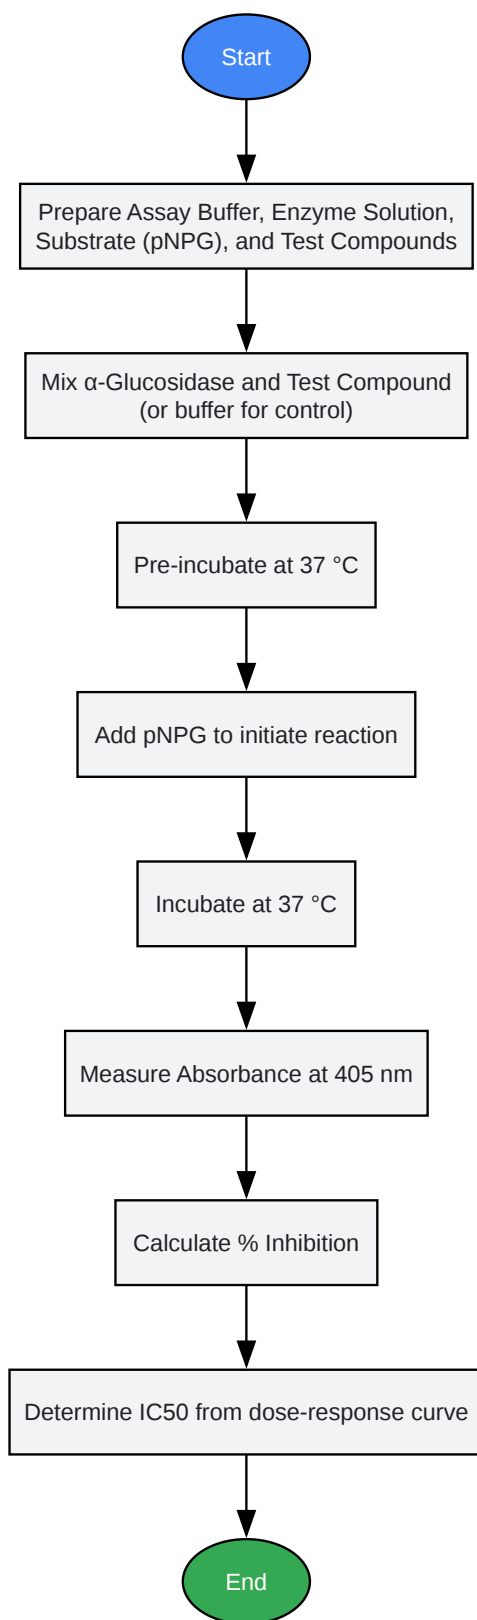 Start
Prepare Assay Buffer, Enzyme Solution,
Substrate (pNPG), and Test Compounds
Mix α-Glucosidase and Test Compound
(or buffer for control)
Pre-incubate at 37 °C
Add pNPG to initiate reaction
Incubate at 37 °C
Measure Absorbance at 405 nm
Calculate % Inhibition
Determine IC50 from dose-response curve
End